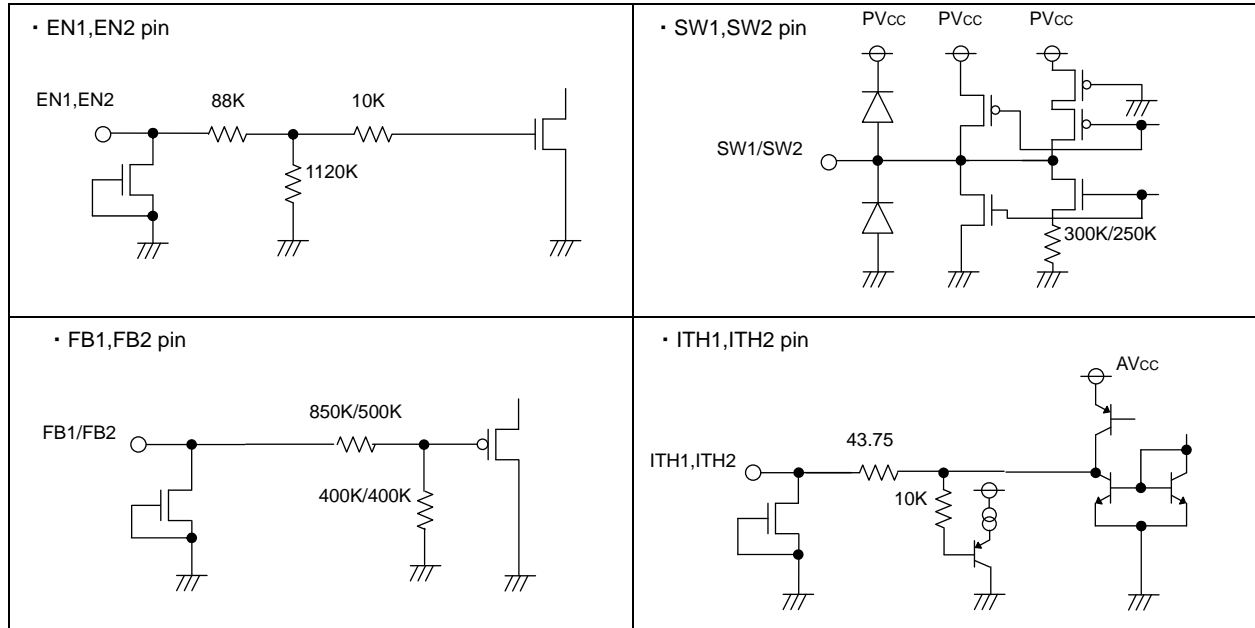 ・EN1,EN2 pin
EN1,EN2
88K
10K
1120K
・SW1,SW2 pin
PVCC
PVCC
PVCC
SW1/SW2
300K/250K
・FB1,FB2 pin
FB1/FB2
850K/500K
400K/400K
・ITH1,ITH2 pin
AVCC
ITH1,ITH2
43.75
10K